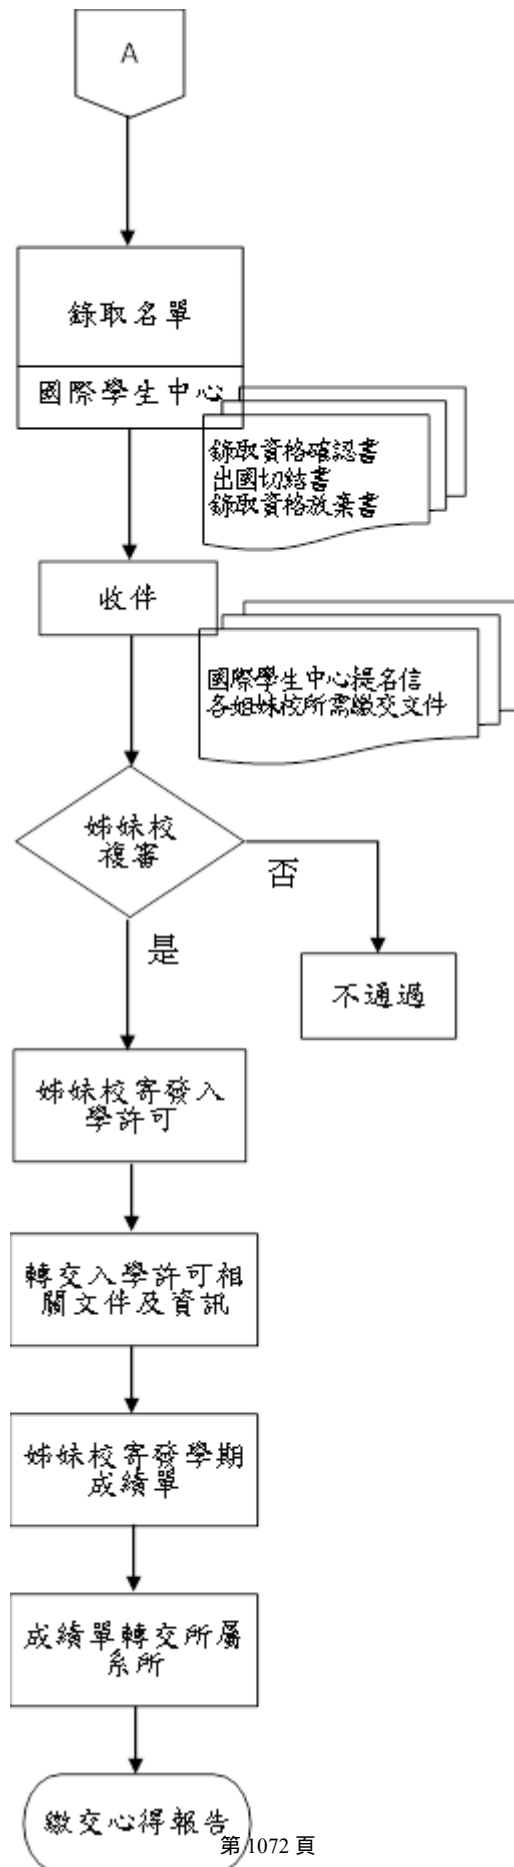 A
錄取名單
國際學生中心
錄取資格確認書
出國切結書
錄取資格放棄書
收件
國際學生中心提名信
各姐妹校所需繳交文件
姊妹校
複審
否
是
不通過
姊妹校寄發入
學許可
轉交入學許可相
關文件及資訊
姊妹校寄發學期
成績單
成績單轉交所屬
系所
繳交心得報告
第 1072 頁